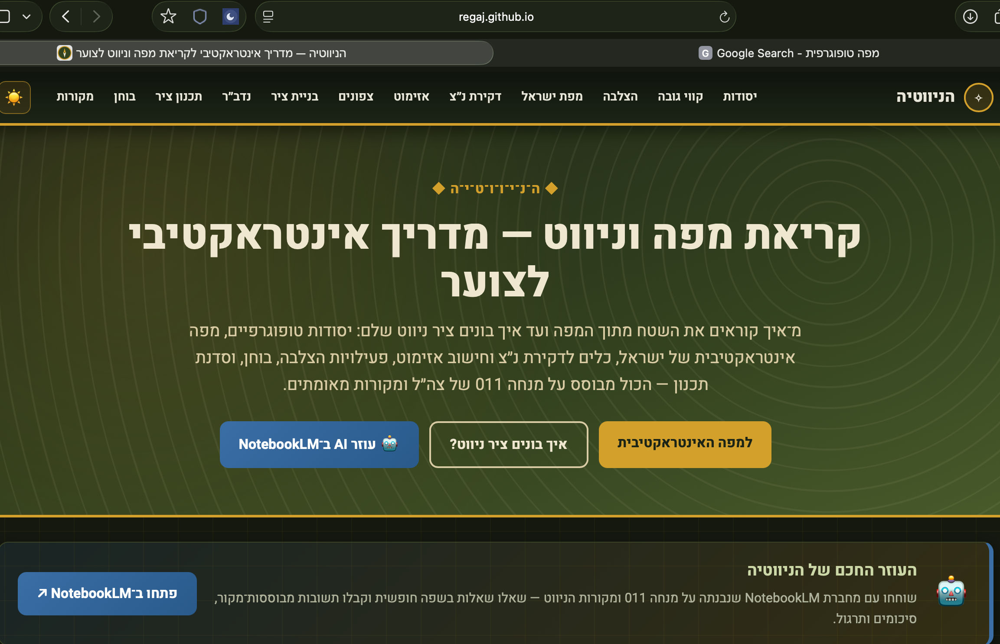 regaj.github.io
הניווטיה — מדריך אינטראקטיבי לקריאת מפה וניווט לצוער
מפה טופוגרפית - Google Search
הניווטיה
יסודות
קווי גובה
הצלבה
מפת ישראל
דקירת נ״צ
אזימוט
צפונים
בניית ציר
נדב״ר
תכנון ציר
בוחן
מקורות
ה־נ־י־ו־ו־ט־י־ה
קריאת מפה וניווט — מדריך אינטראקטיבי
לצוער
מ־איך קוראים את השטח מתוך המפה ועד איך בונים ציר ניווט שלם: יסודות טופוגרפיים, מפה
אינטראקטיבית של ישראל, כלים לדקירת נ״צ וחישוב אזימוט, פעילויות הצלבה, בוחן, וסדנת
תכנון — הכול מבוסס על מנחה 011 של צה״ל ומקורות מאומתים.
למפה האינטראקטיבית
איך בונים ציר ניווט?
עוזר AI ב־NotebookLM
העוזר החכם של הניווטיה
שוחחו עם מחברת NotebookLM שנבנתה על מנחה 011 ומקורות הניווט — שאלו שאלות בשפה חופשית וקבלו תשובות מבוססות־מקור,
סיכומים ותרגול.
פתחו ב־NotebookLM ↗